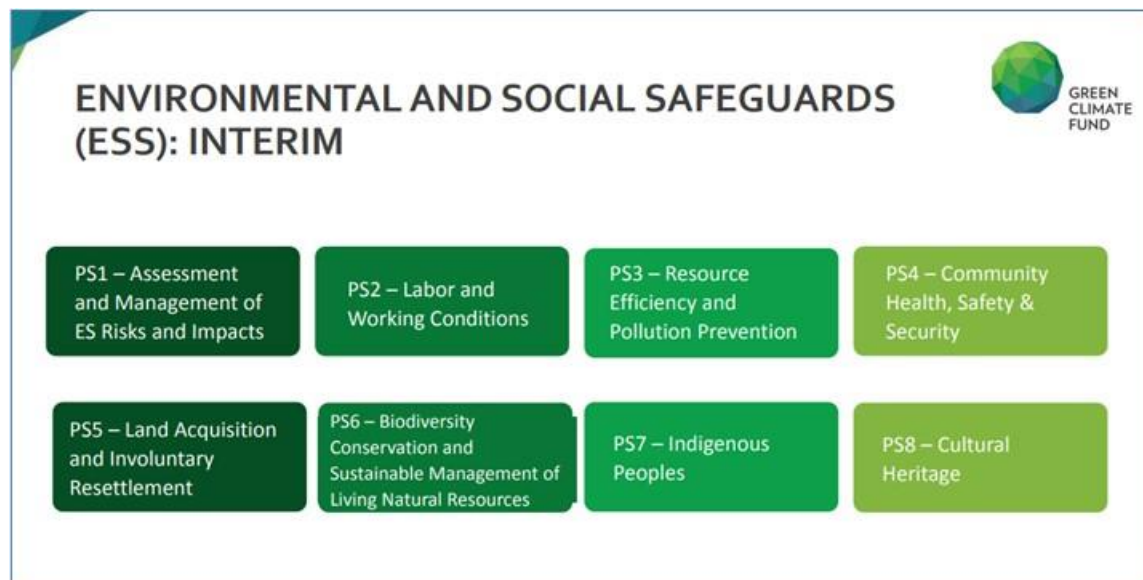 ENVIRONMENTAL AND SOCIAL SAFEGUARDS
(ESS): INTERIM
GREEN
CLIMATE
FUND
PS1 – Assessment
and Management of
ES Risks and Impacts
PS2 – Labor and
Working Conditions
PS3 – Resource
Efficiency and
Pollution Prevention
PS4 – Community
Health, Safety &
Security
PS5 – Land Acquisition
and Involuntary
Resettlement
PS6 – Biodiversity
Conservation and
Sustainable Management of
Living Natural Resources
PS7 – Indigenous
Peoples
PS8 – Cultural
Heritage